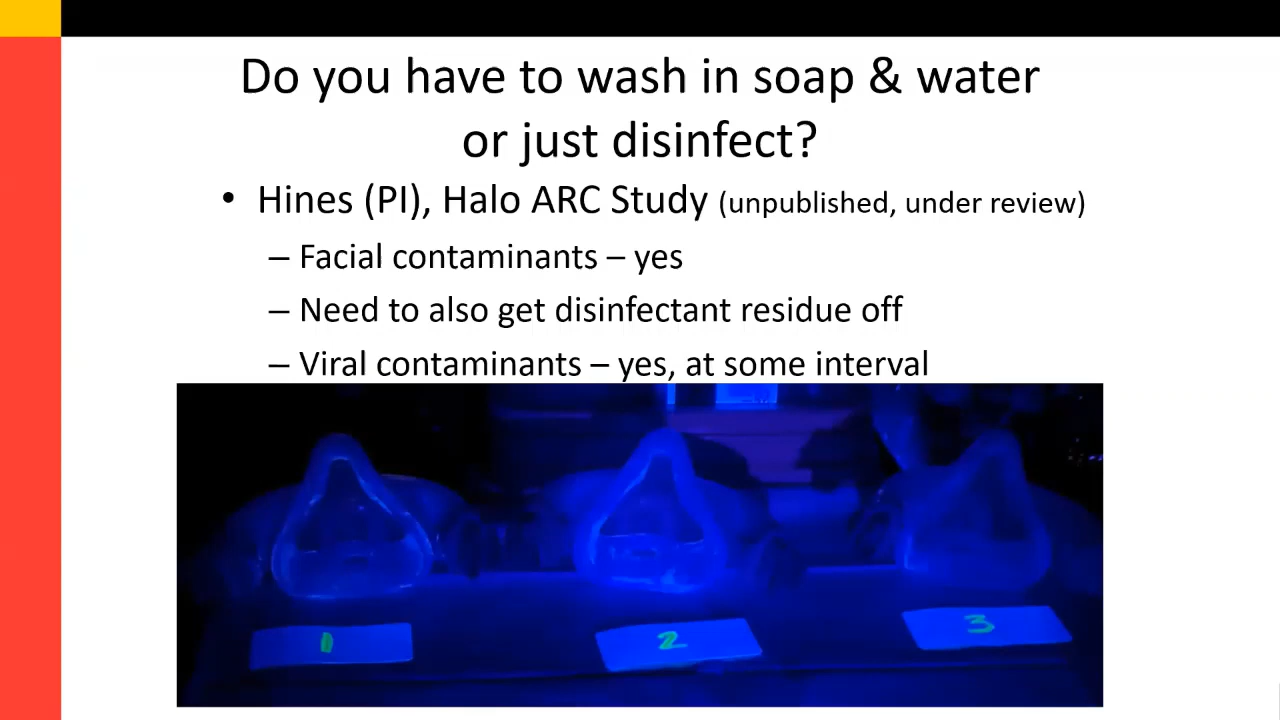 Do you have to wash in soap & water
or just disinfect?
• Hines (PI), Halo ARC Study (unpublished, under review)
– Facial contaminants – yes
– Need to also get disinfectant residue off
– Viral contaminants – yes, at some interval
1
2
3